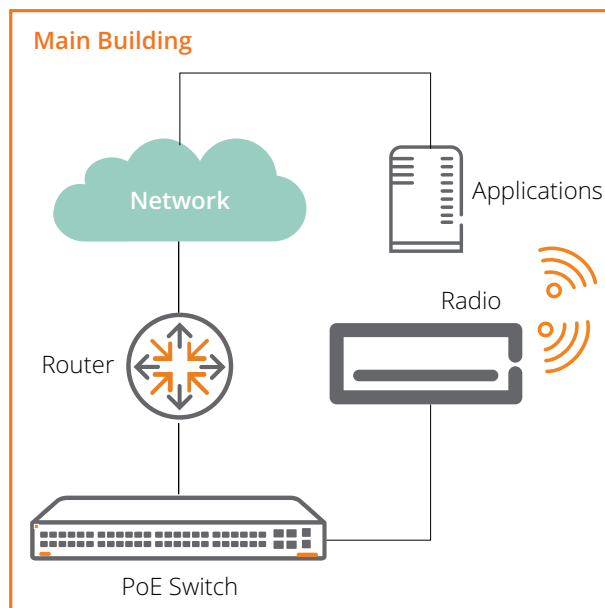 Main Building
Network
Applications
Radio
Router
PoE Switch